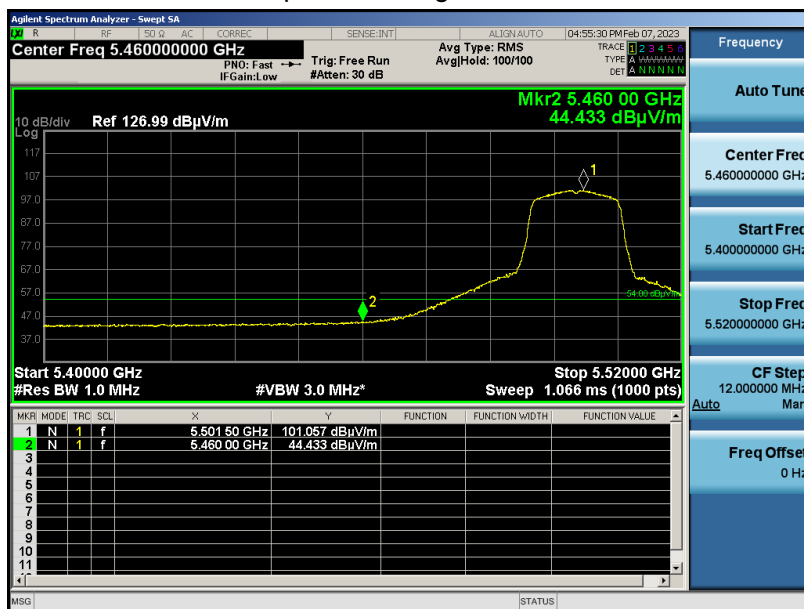 Agilent Spectrum Analyzer - Swept SA
LXI R RF 50 Ω AC CORREC SENSE:INT ALIGN AUTO 04:55:30 PM Feb 07, 2023
Center Freq 5.460000000 GHz
PNO: Fast
IFGain:Low
Trig: Free Run
#Atten: 30 dB
Avg Type: RMS
Avg|Hold: 100/100
TRACE 1 2 3 4 5 6
TYPE A WWWWW
DET A N N N N N
Frequency
Auto Tune
Center Freq
5.460000000 GHz
Start Freq
5.400000000 GHz
Stop Freq
5.520000000 GHz
CF Step
12.000000 MHz
Auto Man
Freq Offset
0 Hz
Mkr2 5.460 00 GHz
44.433 dBµV/m
10 dB/div Ref 126.99 dBµV/m
Log
117
107
97.0
87.0
77.0
67.0
57.0
47.0
37.0
1
2
54.00 dBµV/m
Start 5.40000 GHz Stop 5.52000 GHz
#Res BW 1.0 MHz #VBW 3.0 MHz* Sweep 1.066 ms (1000 pts)
MKR MODE TRC SCL X Y FUNCTION FUNCTION WIDTH FUNCTION VALUE
1 N 1 f 5.501 50 GHz 101.057 dBµV/m
2 N 1 f 5.460 00 GHz 44.433 dBµV/m
3
4
5
6
7
8
9
10
11
MSG STATUS